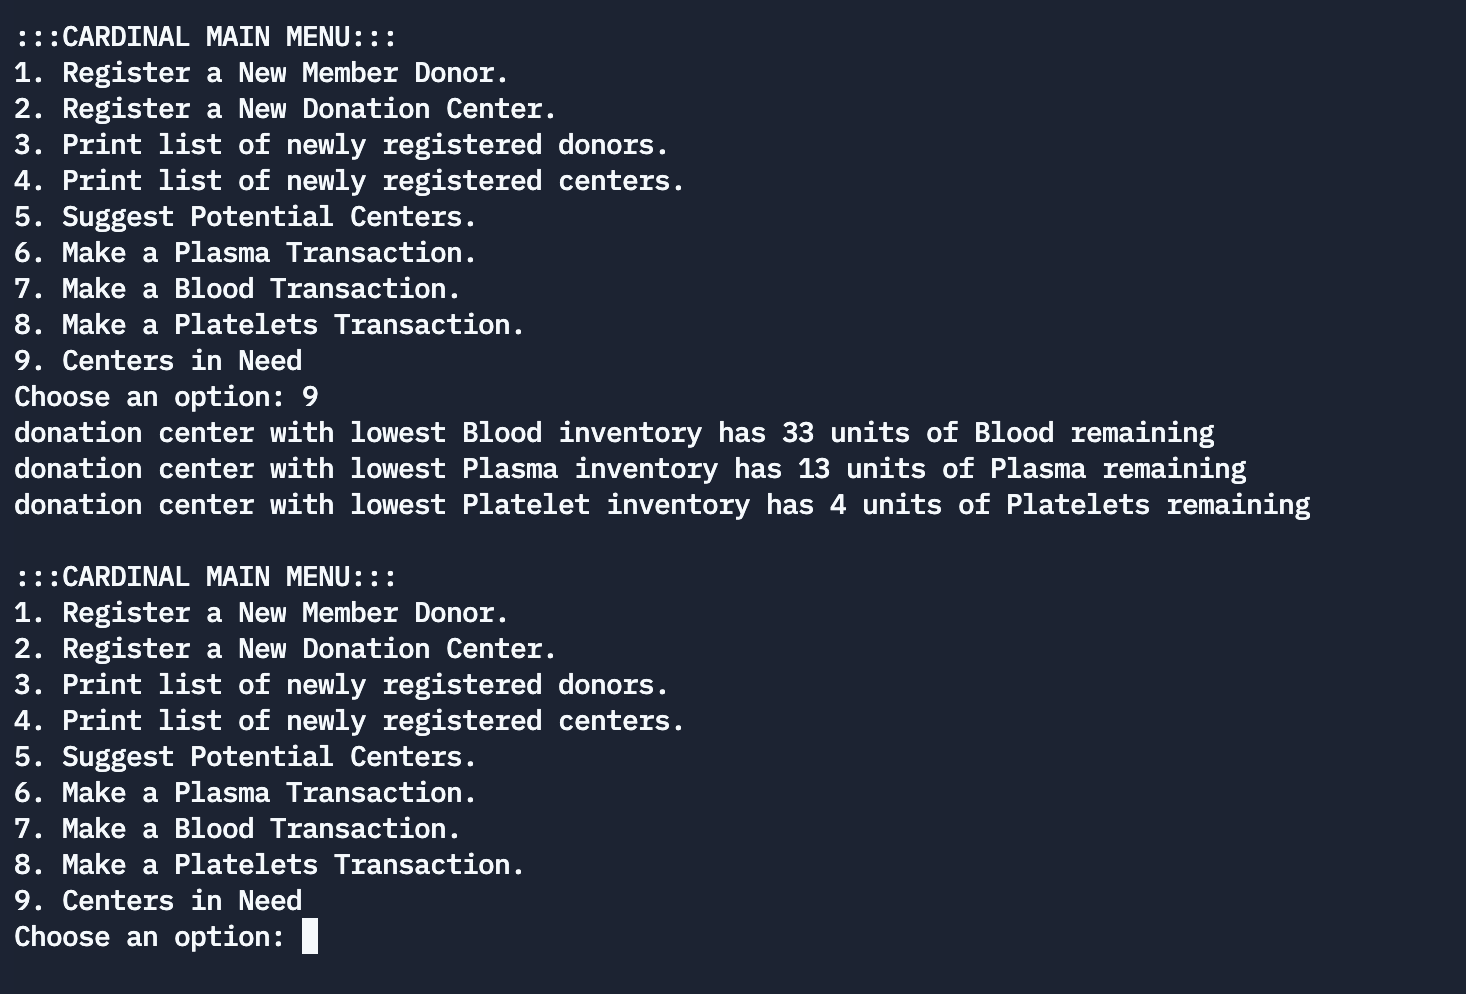 :::CARDINAL MAIN MENU:::
1. Register a New Member Donor.
2. Register a New Donation Center.
3. Print list of newly registered donors.
4. Print list of newly registered centers.
5. Suggest Potential Centers.
6. Make a Plasma Transaction.
7. Make a Blood Transaction.
8. Make a Platelets Transaction.
9. Centers in Need
Choose an option: 9
donation center with lowest Blood inventory has 33 units of Blood remaining
donation center with lowest Plasma inventory has 13 units of Plasma remaining
donation center with lowest Platelet inventory has 4 units of Platelets remaining

:::CARDINAL MAIN MENU:::
1. Register a New Member Donor.
2. Register a New Donation Center.
3. Print list of newly registered donors.
4. Print list of newly registered centers.
5. Suggest Potential Centers.
6. Make a Plasma Transaction.
7. Make a Blood Transaction.
8. Make a Platelets Transaction.
9. Centers in Need
Choose an option: